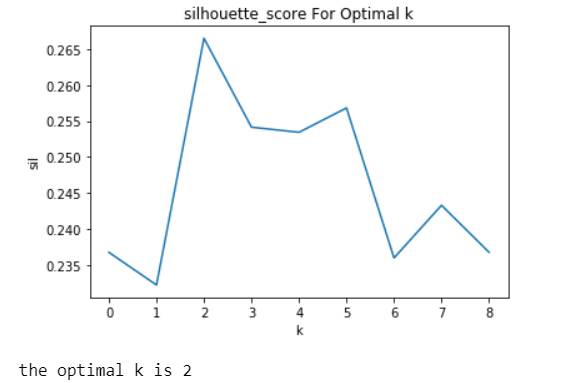 silhouette_score For Optimal k
0.265
0.260
0.255
0.250
sil
0.245
0.240
0.235
0 1 2 3 4 5 6 7 8
k
the optimal k is 2